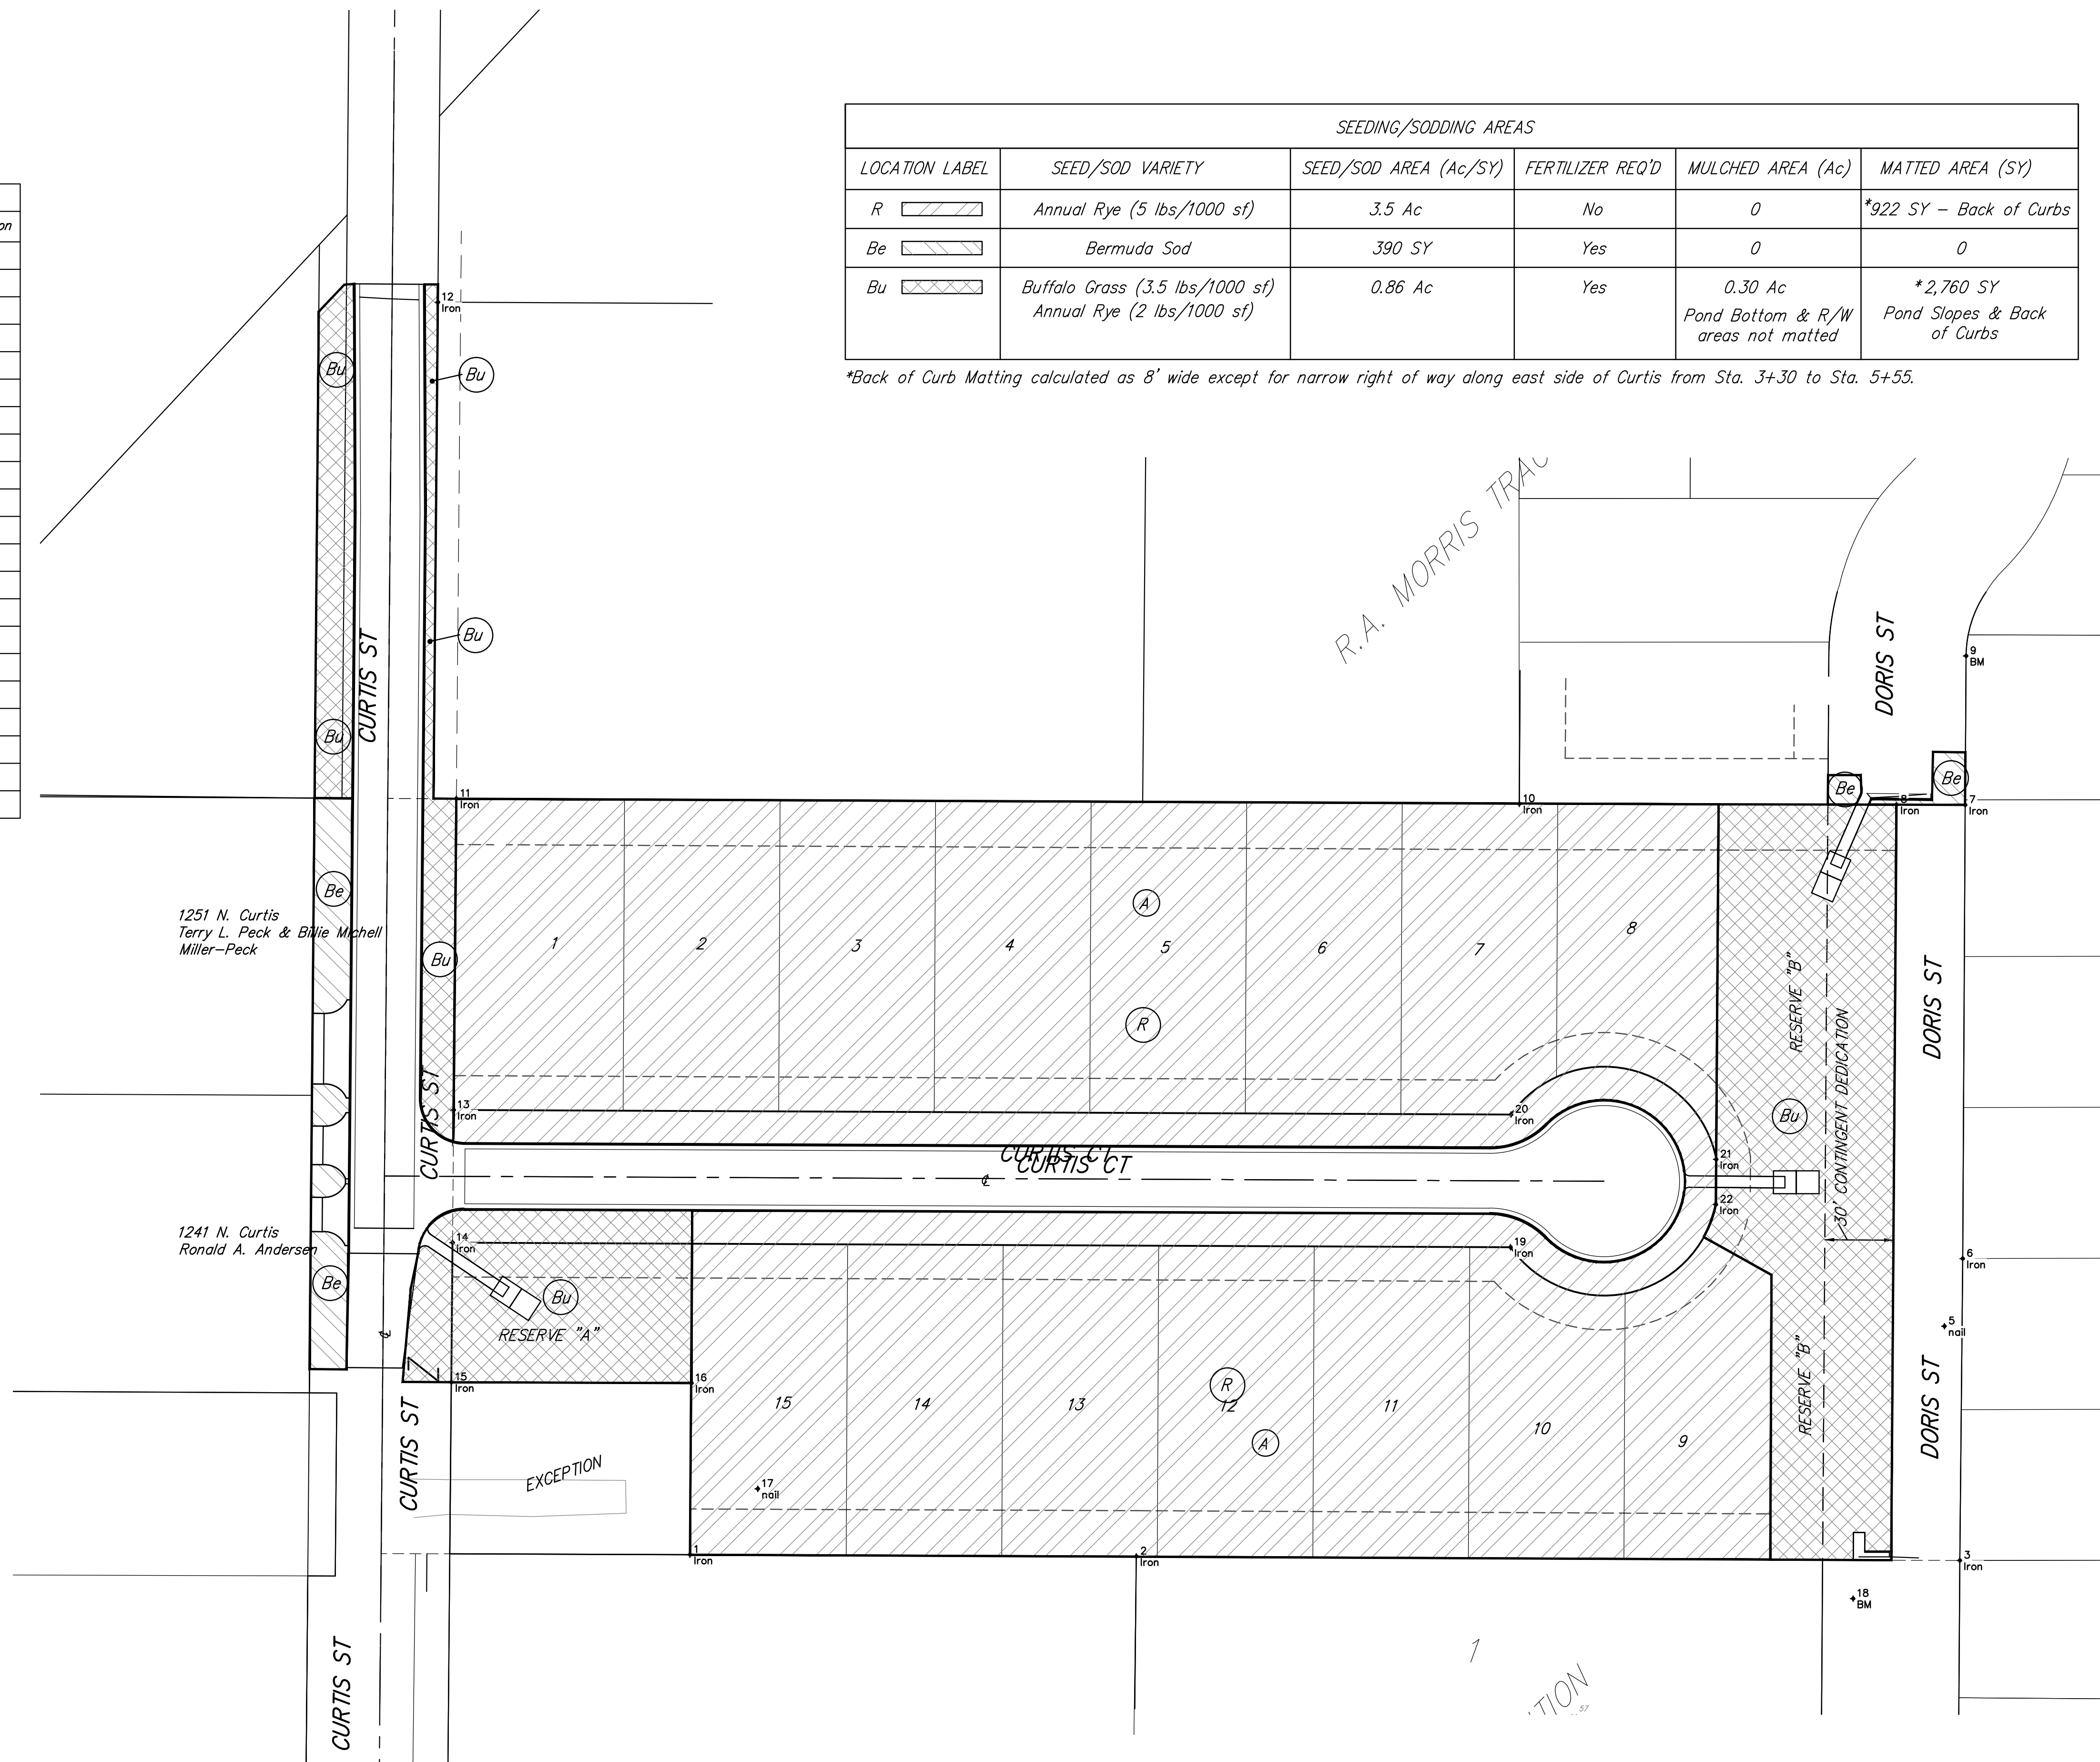 SEEDING/SODDING AREAS
LOCATION LABEL SEED/SOD VARIETY SEED/SOD AREA (Ac/SY) FERTILIZER REQ'D MULCHED AREA (Ac) MATTED AREA (SY)
R Annual Rye (5 lbs/1000 sf) 3.5 Ac No 0 *922 SY – Back of Curbs
Be Bermuda Sod 390 SY Yes 0 0
Bu Buffalo Grass (3.5 lbs/1000 sf) 0.86 Ac Yes 0.30 Ac *2,760 SY
Annual Rye (2 lbs/1000 sf) Pond Bottom & R/W Pond Slopes & Back
areas not matted of Curbs
*Back of Curb Matting calculated as 8' wide except for narrow right of way along east side of Curtis from Sta. 3+30 to Sta. 5+55.
on
12
Iron
Bu
Bu
Bu
Bu
CURTIS ST
R.A. MORRIS TRAC
DORIS ST
9
BM
Be
Be
11
Iron
10
Iron
8
Iron
7
Iron
Be
1251 N. Curtis
Terry L. Peck & Billie Michell
Miller–Peck
Bu
A
1
2
3
4
5
6
7
8
R
RESERVE "B"
30' CONTINGENT DEDICATION
DORIS ST
Bu
CURTIS ST
13
Iron
20
Iron
CURTIS CT
CURTIS CT
℄
21
Iron
22
Iron
1241 N. Curtis
Ronald A. Andersen
Be
14
Iron
19
Iron
6
Iron
5
nail
Bu
RESERVE "A"
℄
RESERVE "B"
DORIS ST
15
Iron
16
Iron
R
15
14
13
12
11
10
9
A
CURTIS ST
EXCEPTION
17
nail
1
Iron
2
Iron
3
Iron
18
BM
CURTIS ST
1
TION
57